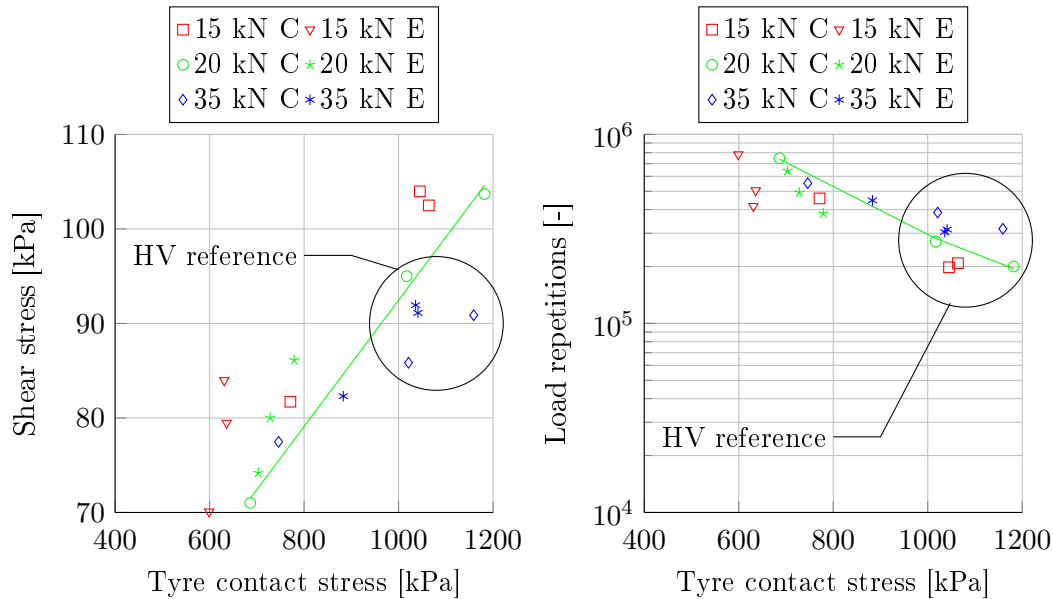 15 kN C 15 kN E
20 kN C 20 kN E
35 kN C 35 kN E
110
100
90
80
70
400 600 800 1000 1200
Shear stress [kPa]
Tyre contact stress [kPa]
HV reference
15 kN C 15 kN E
20 kN C 20 kN E
35 kN C 35 kN E
10^6
10^5
10^4
400 600 800 1000 1200
Load repetitions [-]
Tyre contact stress [kPa]
HV reference